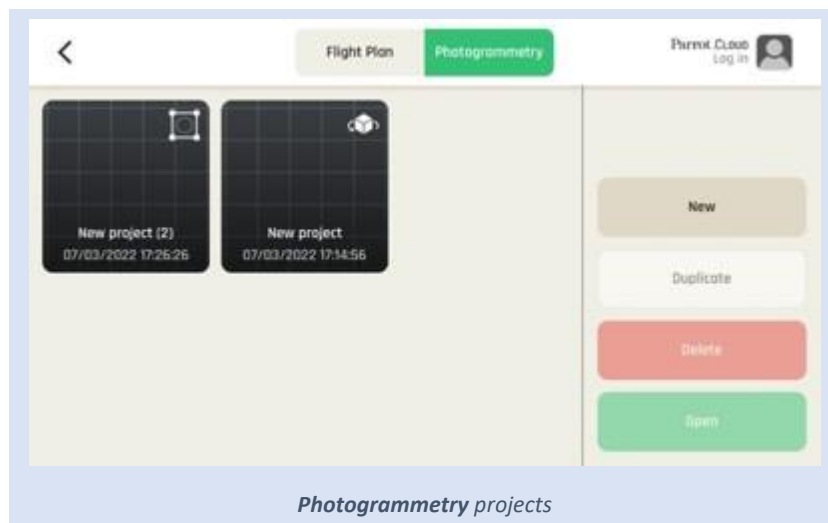 Flight Plan
Photogrammetry
Parrot.Cloud
Log in
New project (2)
07/03/2022 17:26:26
New project
07/03/2022 17:14:56
New
Duplicate
Delete
Open
Photogrammetry projects